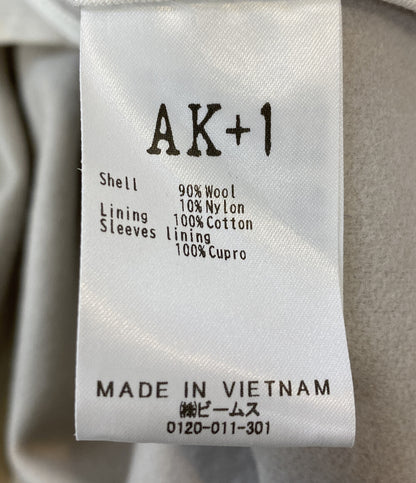 AK+1
Shell 90% Wool
10% Nylon
Lining 100% Cotton
Sleeves lining
100% Cupro
MADE IN VIETNAM
㈱ビームス
0120-011-301